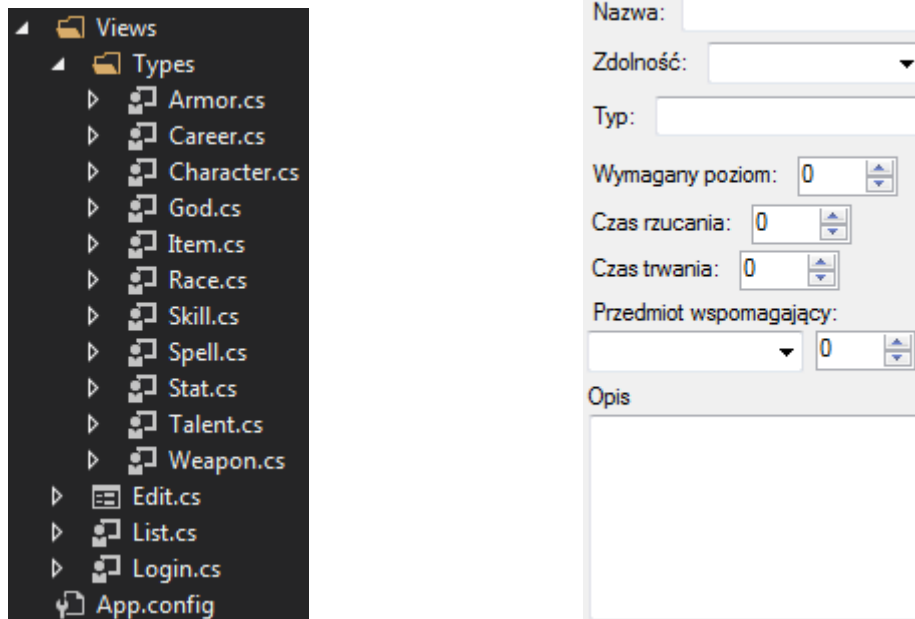 Views
Types
Armor.cs
Career.cs
Character.cs
God.cs
Item.cs
Race.cs
Skill.cs
Spell.cs
Stat.cs
Talent.cs
Weapon.cs
Edit.cs
List.cs
Login.cs
App.config
Nazwa:
Zdolność:
Typ:
Wymagany poziom: 0
Czas rzucania: 0
Czas trwania: 0
Przedmiot wspomagający:
0
Opis